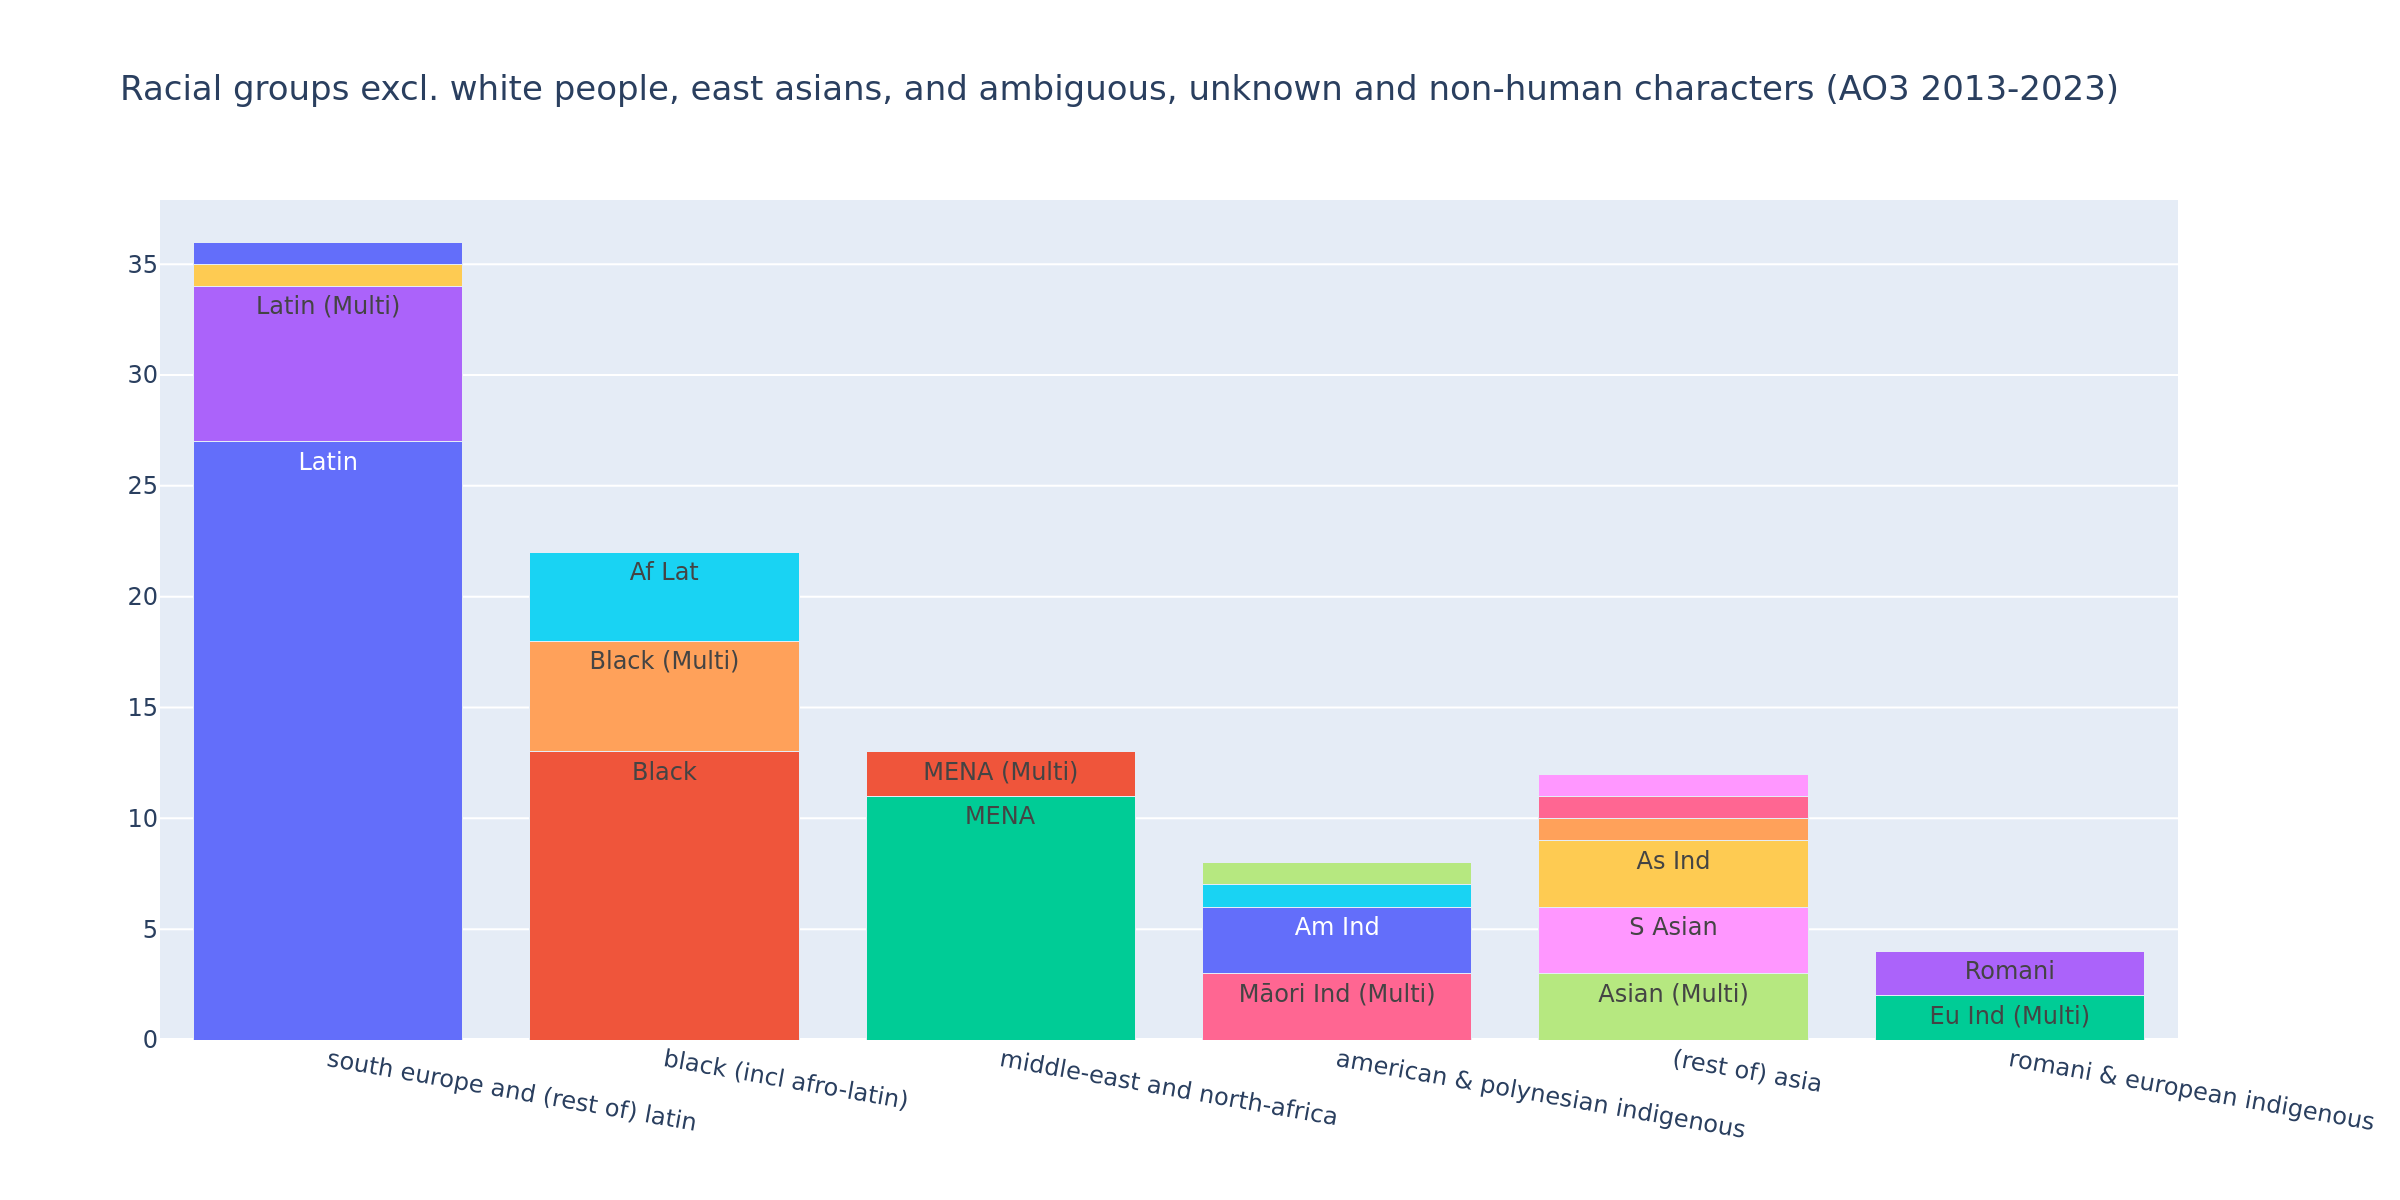 Racial groups excl. white people, east asians, and ambiguous, unknown and non-human characters (AO3 2013-2023)
35
30
25
20
15
10
5
0
Latin (Multi)
Latin
Af Lat
Black (Multi)
Black
MENA (Multi)
MENA
Am Ind
Māori Ind (Multi)
As Ind
S Asian
Asian (Multi)
Romani
Eu Ind (Multi)
south europe and (rest of) latin
black (incl afro-latin)
middle-east and north-africa
american & polynesian indigenous
(rest of) asia
romani & european indigenous